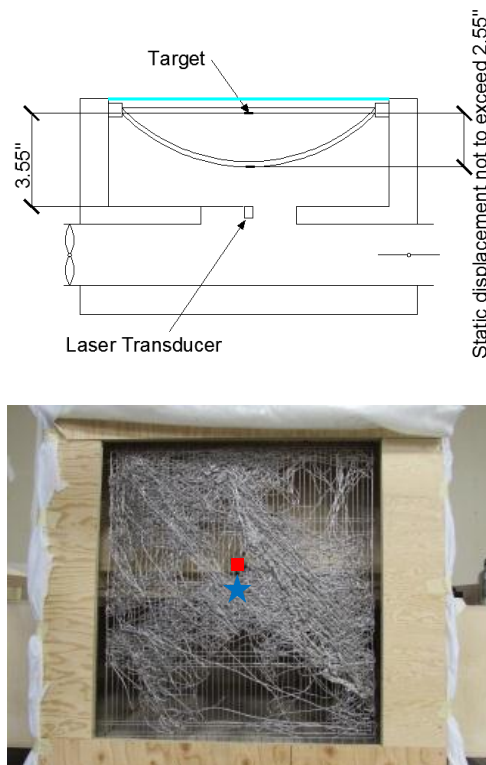 Target
3.55"
Static displacement not to exceed 2.55"
Laser Transducer